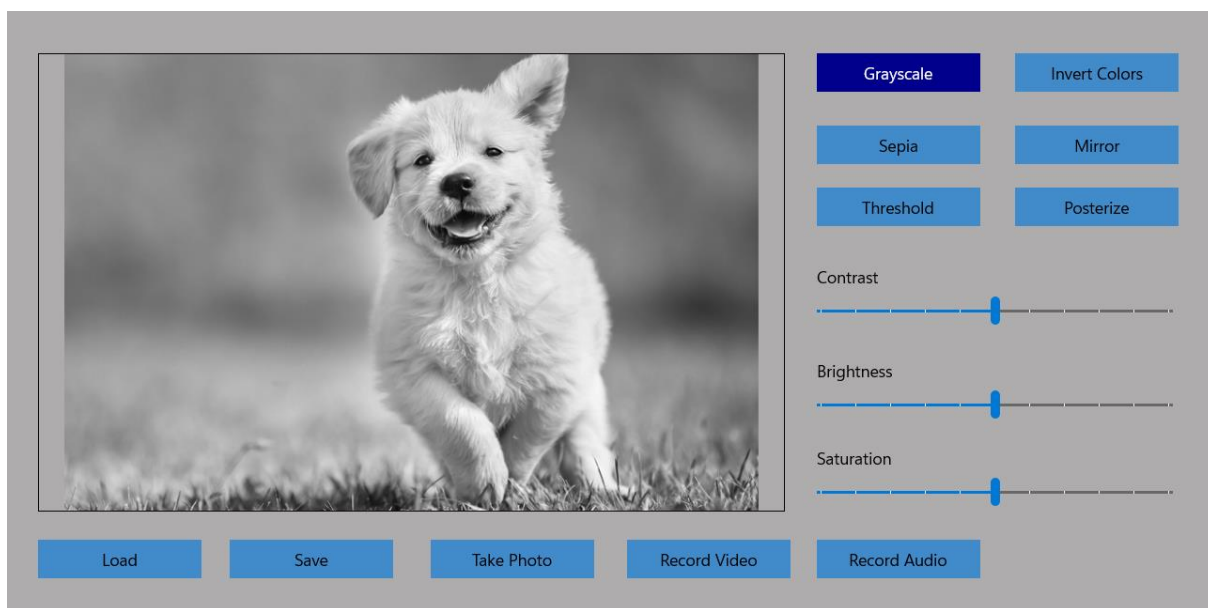 Grayscale
Invert Colors
Sepia
Mirror
Threshold
Posterize
Contrast
Brightness
Saturation
Load
Save
Take Photo
Record Video
Record Audio